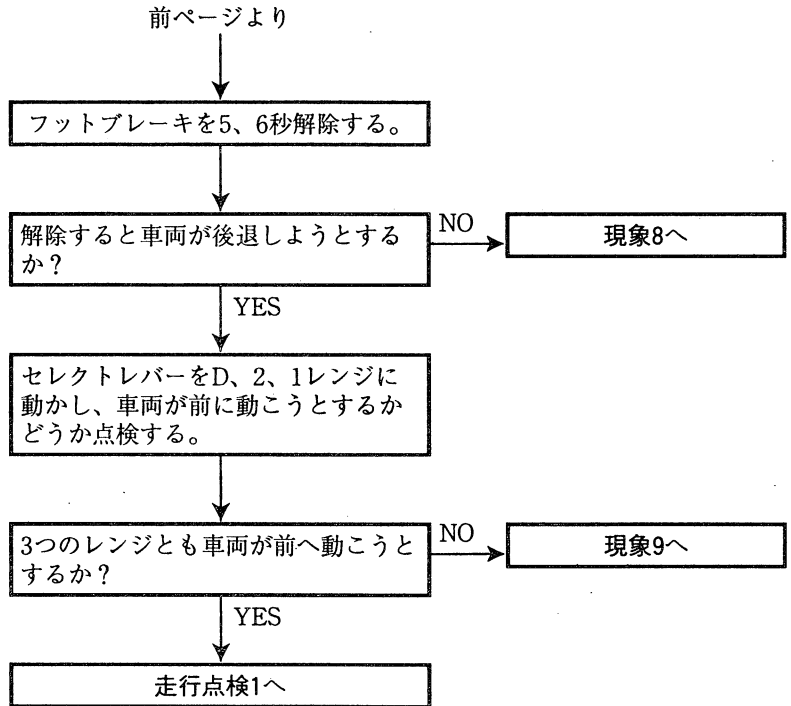 前ページより
フットブレーキを5、6秒解除する。
解除すると車両が後退しようとする
か？
NO
現象8へ
YES
セレクトレバーをD、2、1レンジに
動かし、車両が前に動こうとするか
どうか点検する。
3つのレンジとも車両が前へ動こうと
するか？
NO
現象9へ
YES
走行点検1へ